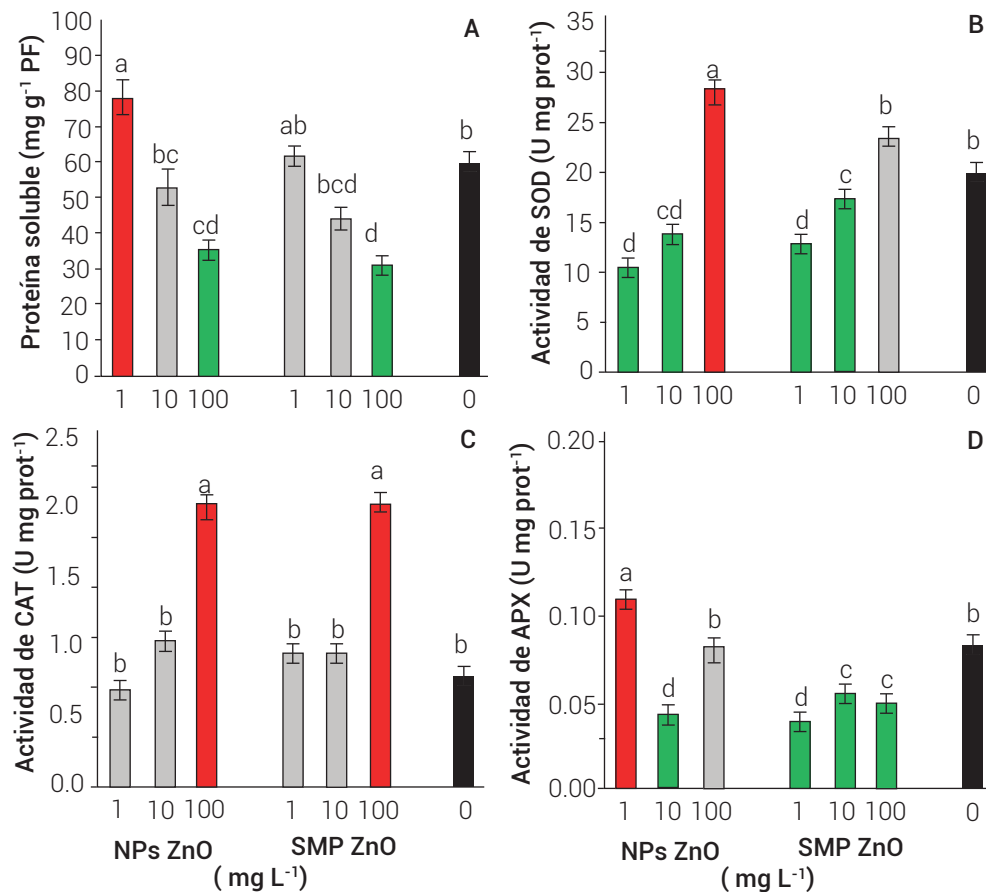 A
Proteína soluble (mg g⁻¹ PF)
100
90
80
70
60
50
40
30
20
10
0
a
bc
cd
ab
bcd
d
b
1 10 100 1 10 100 0
B
Actividad de SOD (U mg prot⁻¹)
35
30
25
20
15
10
5
0
d
cd
a
d
c
b
b
1 10 100 1 10 100 0
C
Actividad de CAT (U mg prot⁻¹)
2.5
2.0
1.5
1.0
0.5
0.0
b
b
a
b
b
a
b
1 10 100 1 10 100 0
NPs ZnO SMP ZnO
( mg L⁻¹)
D
Actividad de APX (U mg prot⁻¹)
0.20
0.15
0.10
0.05
0.00
a
d
b
d
c
c
b
1 10 100 1 10 100 0
NPs ZnO SMP ZnO
( mg L⁻¹)